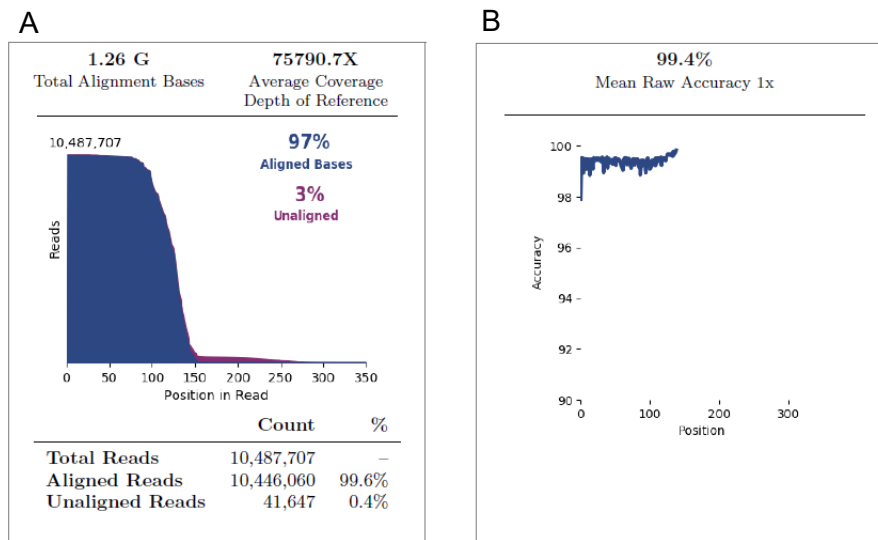 A
1.26 G
Total Alignment Bases
75790.7X
Average Coverage
Depth of Reference
10,487,707
97%
Aligned Bases
3%
Unaligned
Reads
0 50 100 150 200 250 300 350
Position in Read
Count %
Total Reads 10,487,707 –
Aligned Reads 10,446,060 99.6%
Unaligned Reads 41,647 0.4%
B
99.4%
Mean Raw Accuracy 1x
100
98
96
94
92
90
Accuracy
0 100 200 300
Position